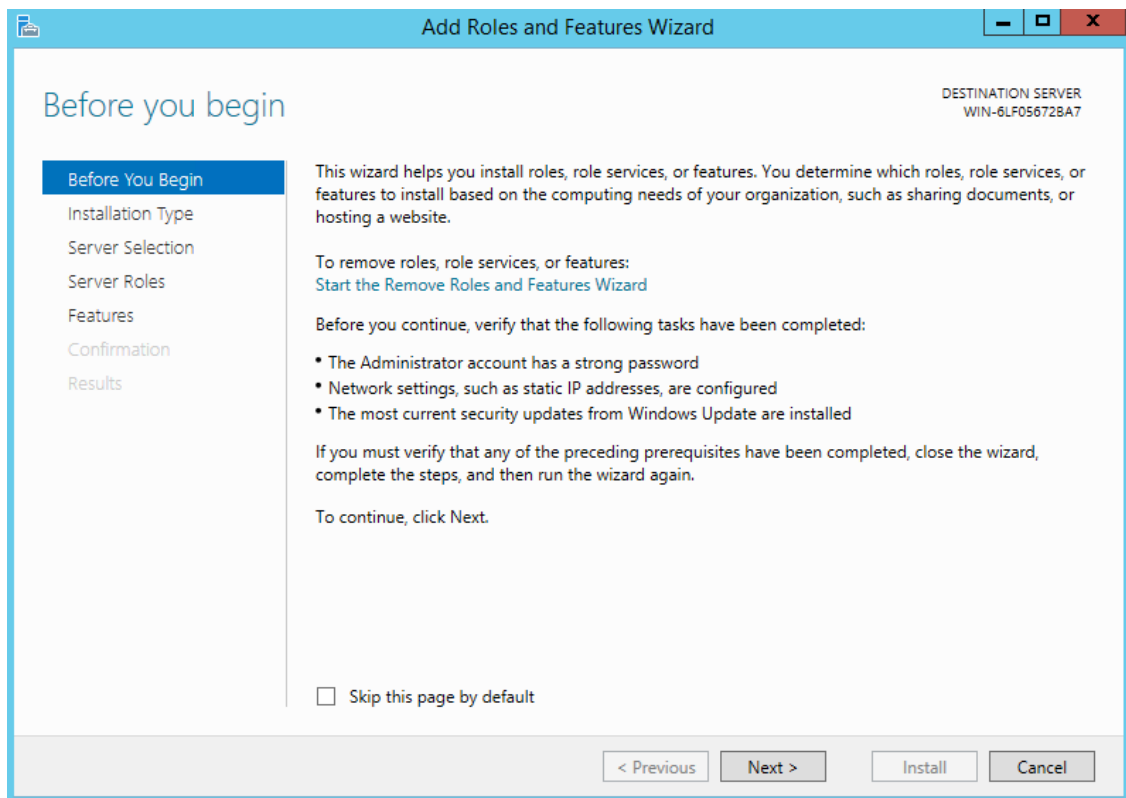 Add Roles and Features Wizard
Before you begin
DESTINATION SERVER
WIN-6LF05672BA7
Before You Begin
Installation Type
Server Selection
Server Roles
Features
Confirmation
Results
This wizard helps you install roles, role services, or features. You determine which roles, role services, or
features to install based on the computing needs of your organization, such as sharing documents, or
hosting a website.
To remove roles, role services, or features:
Start the Remove Roles and Features Wizard
Before you continue, verify that the following tasks have been completed:
• The Administrator account has a strong password
• Network settings, such as static IP addresses, are configured
• The most current security updates from Windows Update are installed
If you must verify that any of the preceding prerequisites have been completed, close the wizard,
complete the steps, and then run the wizard again.
To continue, click Next.
Skip this page by default
< Previous
Next >
Install
Cancel